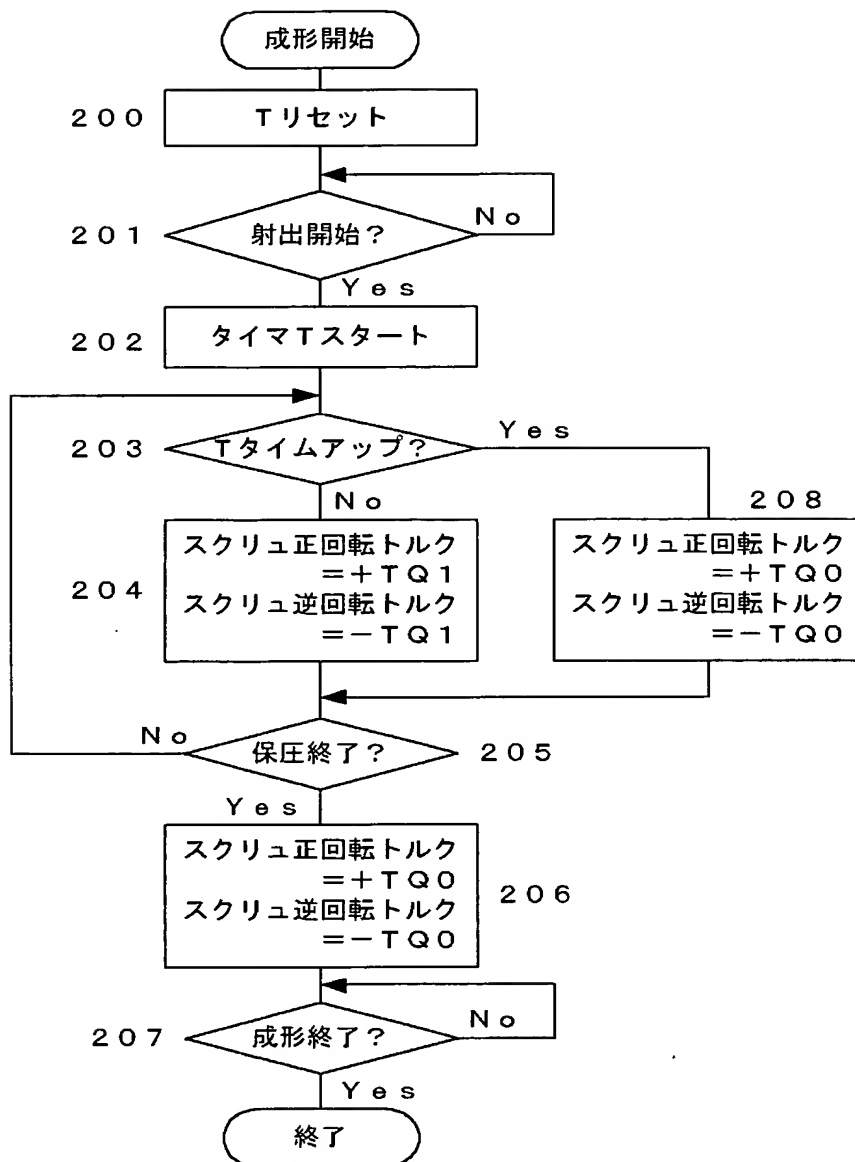 成形開始
200
Tリセット
201
射出開始?
No
Yes
202
タイマTスタート
203
Tタイムアップ?
Yes
No
204
スクリュ正回転トルク
=+TQ1
スクリュ逆回転トルク
=-TQ1
208
スクリュ正回転トルク
=+TQ0
スクリュ逆回転トルク
=-TQ0
No
保圧終了?
205
Yes
スクリュ正回転トルク
=+TQ0
スクリュ逆回転トルク
=-TQ0
206
207
成形終了?
No
Yes
終了